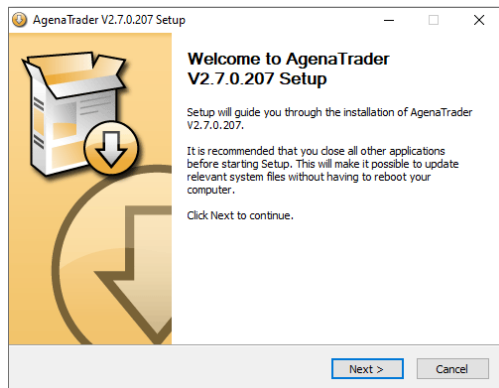 AgenaTrader V2.7.0.207 Setup
Welcome to AgenaTrader
V2.7.0.207 Setup
Setup will guide you through the installation of AgenaTrader
V2.7.0.207.
It is recommended that you close all other applications
before starting Setup. This will make it possible to update
relevant system files without having to reboot your
computer.
Click Next to continue.
Next >
Cancel